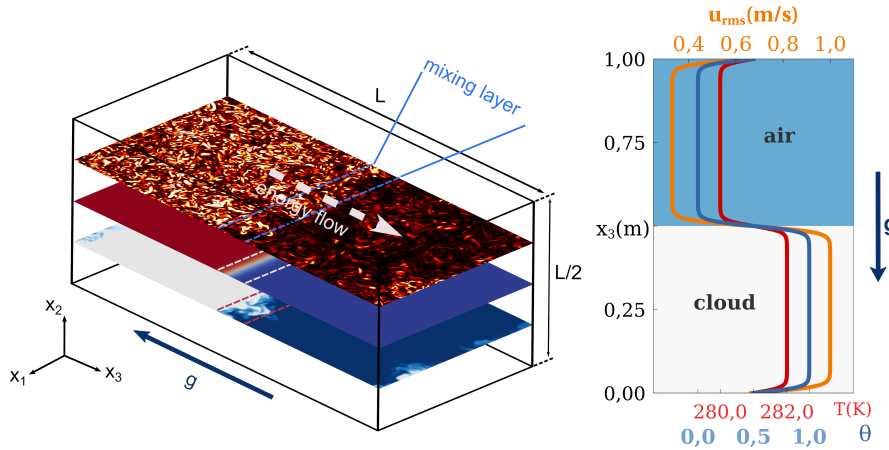 L
mixing layer
energy flow
L/2
x2
x1
x3
g
u_rms(m/s)
0,4 0,6 0,8 1,0
1,00
air
0,75
x3(m)
g
cloud
0,25
0,00
280,0 282,0 T(K)
0,0 0,5 1,0 θ